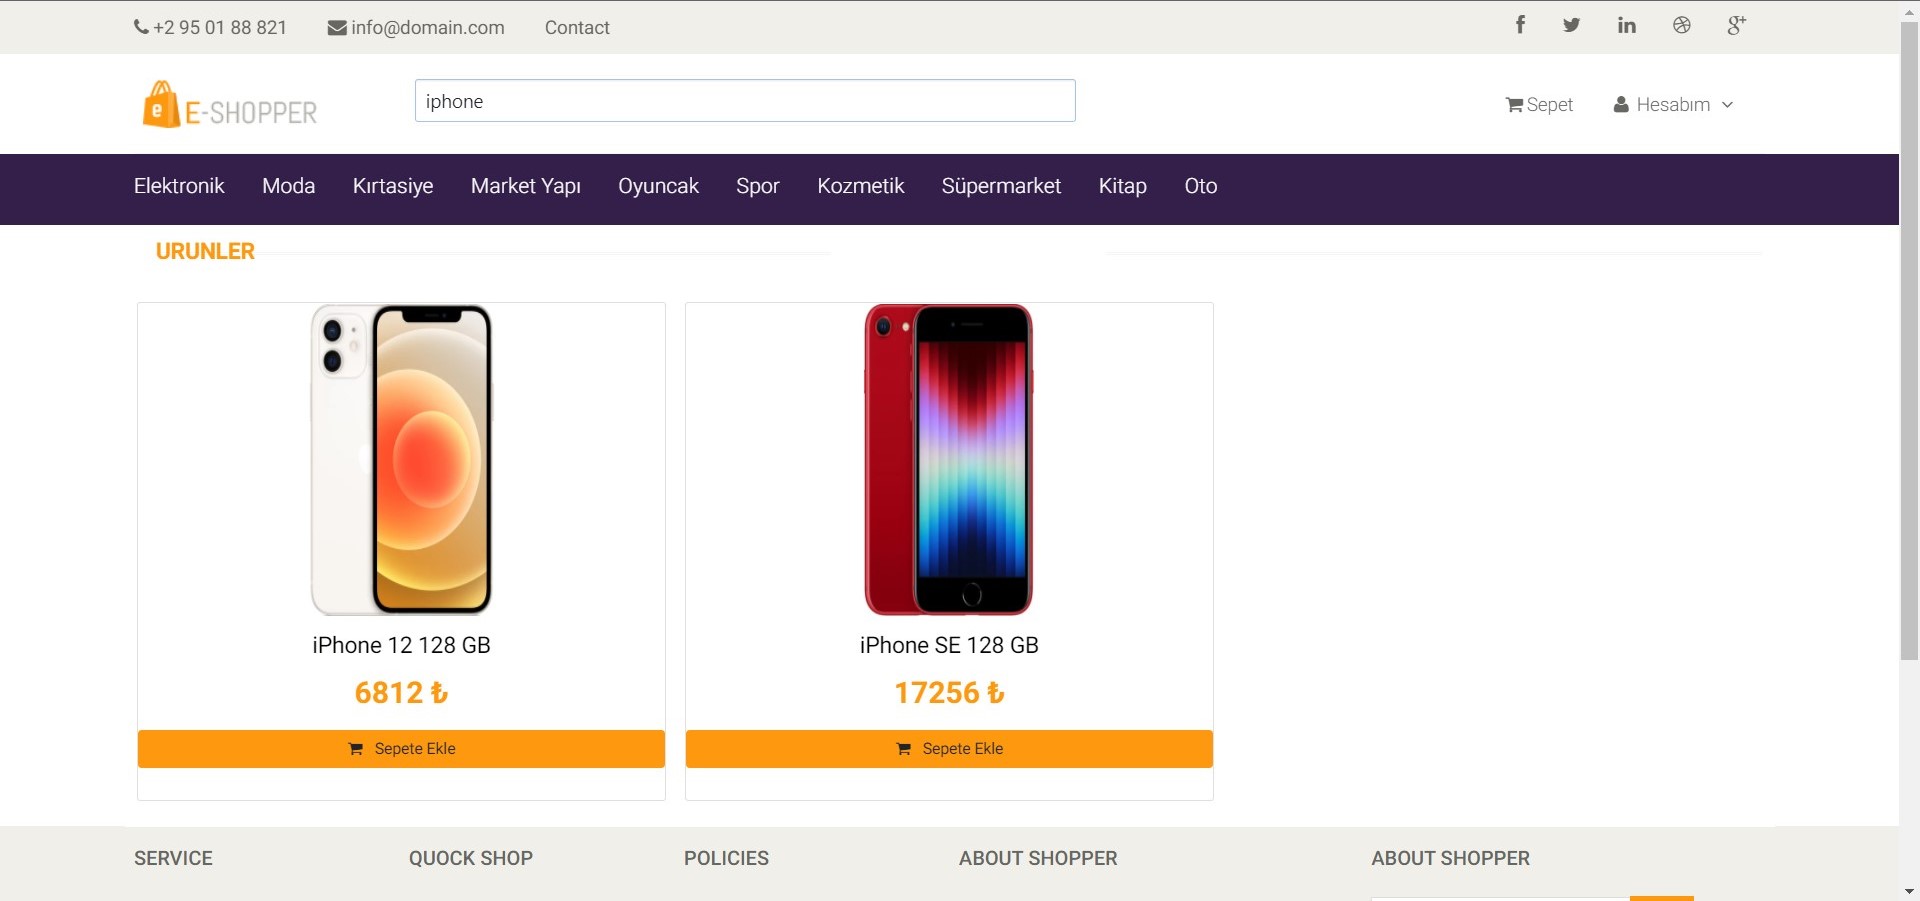 +2 95 01 88 821 info@domain.com Contact
E-SHOPPER
iphone
Sepet Hesabım
Elektronik Moda Kırtasiye Market Yapı Oyuncak Spor Kozmetik Süpermarket Kitap Oto
URUNLER
iPhone 12 128 GB
6812 ₺
Sepete Ekle
iPhone SE 128 GB
17256 ₺
Sepete Ekle
SERVICE QUOCK SHOP POLICIES ABOUT SHOPPER ABOUT SHOPPER